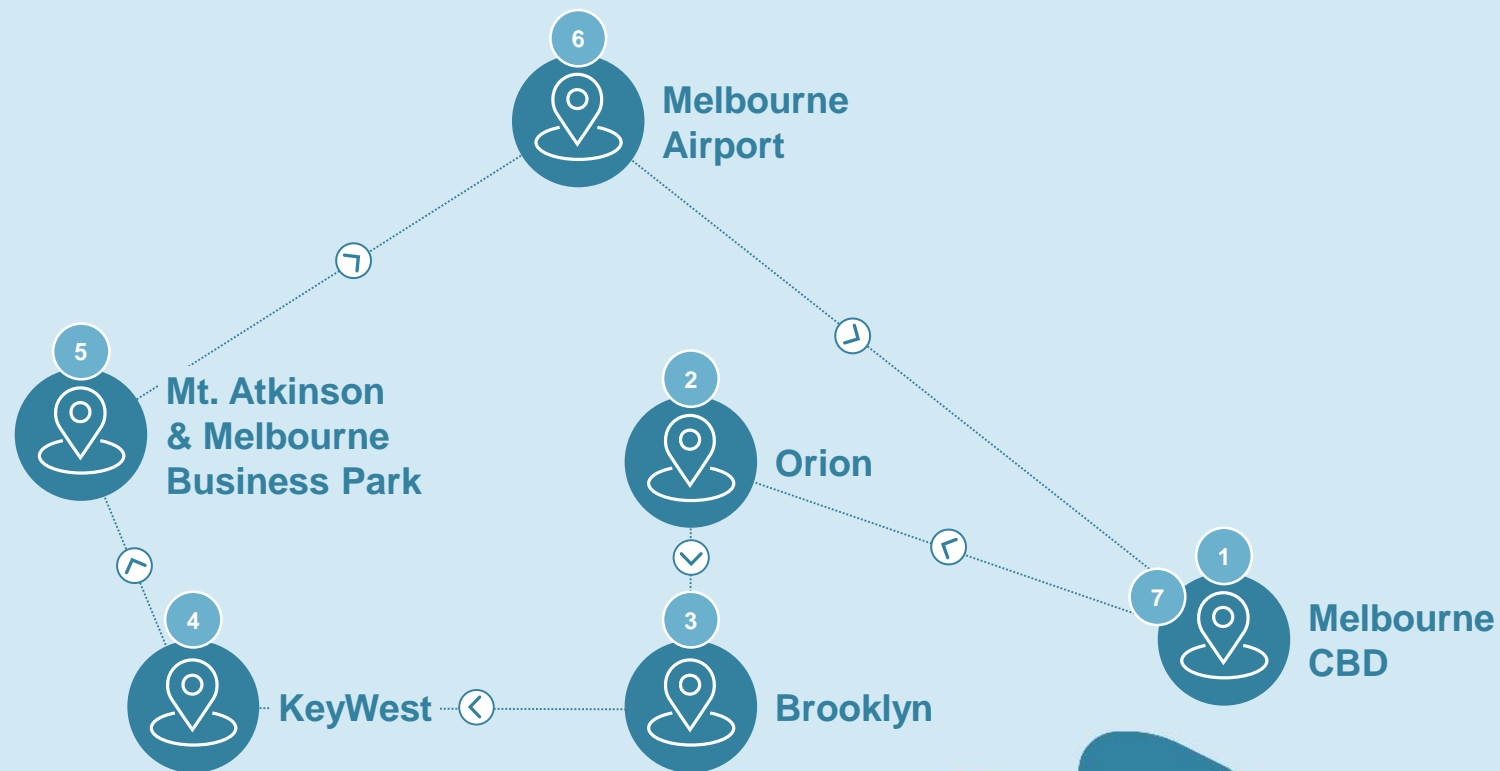 6
Melbourne
Airport
5
Mt. Atkinson
& Melbourne
Business Park
2
Orion
1
7
Melbourne
CBD
4
KeyWest
3
Brooklyn